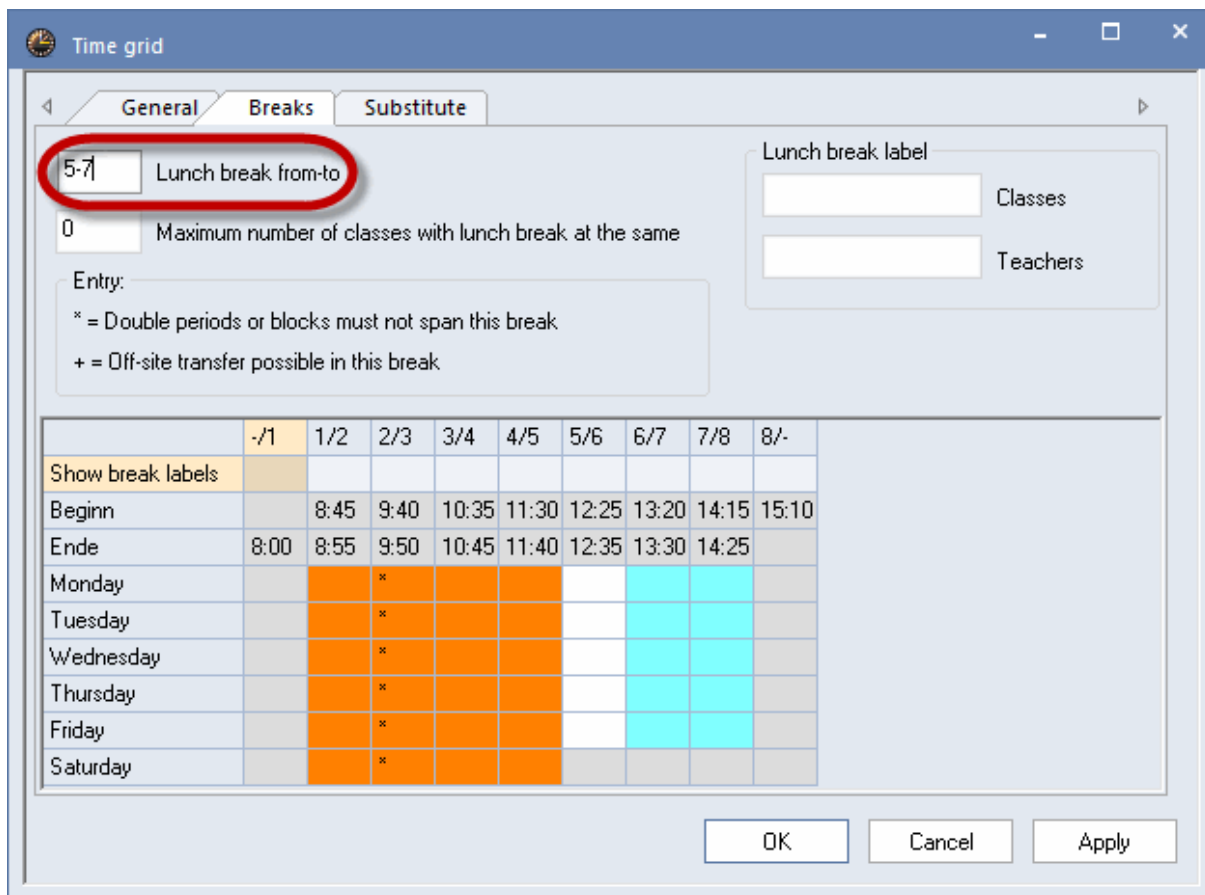 Time grid
General Breaks Substitute
5-7 Lunch break from-to
0 Maximum number of classes with lunch break at the same
Entry:
* = Double periods or blocks must not span this break
+ = Off-site transfer possible in this break
Lunch break label
Classes
Teachers
-/1 1/2 2/3 3/4 4/5 5/6 6/7 7/8 8/-
Show break labels
Beginn 8:45 9:40 10:35 11:30 12:25 13:20 14:15 15:10
Ende 8:00 8:55 9:50 10:45 11:40 12:35 13:30 14:25
Monday *
Tuesday *
Wednesday *
Thursday *
Friday *
Saturday *
OK Cancel Apply